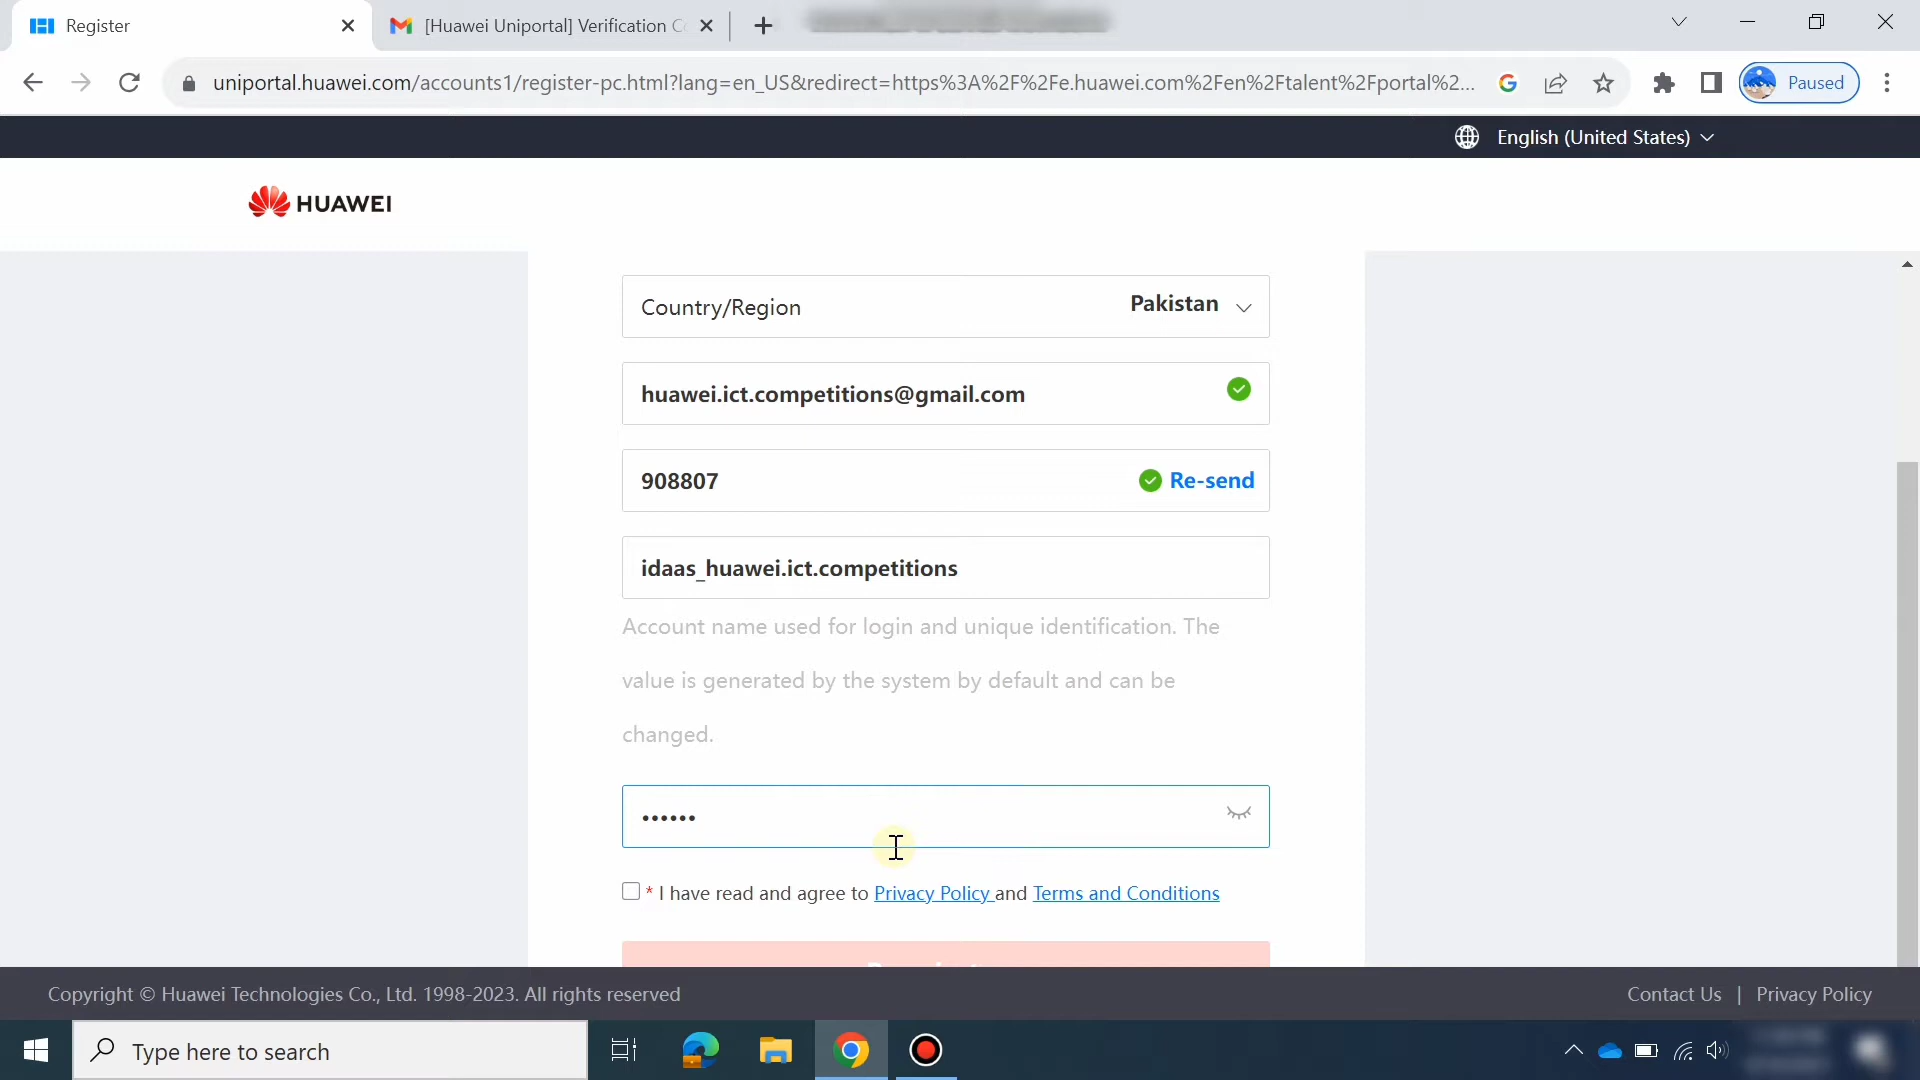 Register
[Huawei Uniportal] Verification C
uniportal.huawei.com/accounts1/register-pc.html?lang=en_US&redirect=https%3A%2F%2Fe.huawei.com%2Fen%2Ftalent%2Fportal%2...
Paused
English (United States)
HUAWEI
Country/Region Pakistan
huawei.ict.competitions@gmail.com
908807 Re-send
idaas_huawei.ict.competitions
Account name used for login and unique identification. The
value is generated by the system by default and can be
changed.
••••••
* I have read and agree to Privacy Policy and Terms and Conditions
Copyright © Huawei Technologies Co., Ltd. 1998-2023. All rights reserved
Contact Us | Privacy Policy
Type here to search